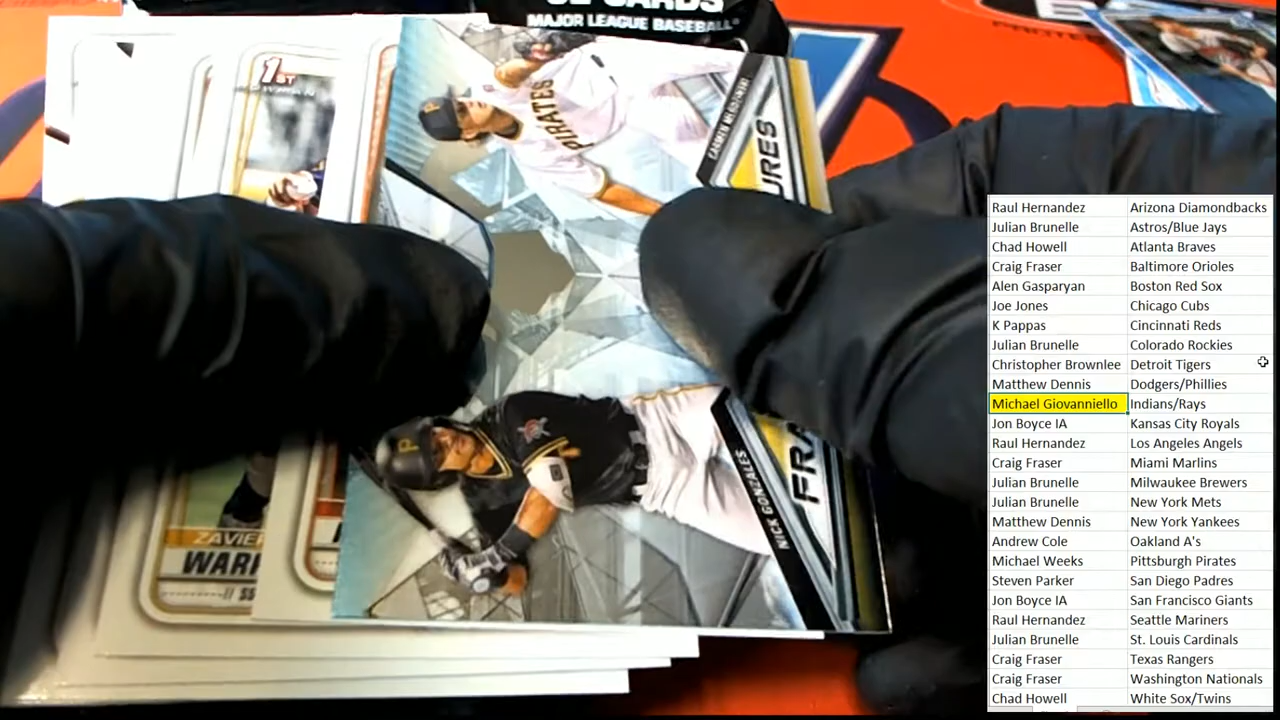 MAJOR LEAGUE BASEBALL
1ST
PIRATES
P
P
NICK GONZALES
FRA
URES
ZAVIE
WAR
Raul Hernandez Arizona Diamondbacks
Julian Brunelle Astros/Blue Jays
Chad Howell Atlanta Braves
Craig Fraser Baltimore Orioles
Alen Gasparyan Boston Red Sox
Joe Jones Chicago Cubs
K Pappas Cincinnati Reds
Julian Brunelle Colorado Rockies
Christopher Brownlee Detroit Tigers
Matthew Dennis Dodgers/Phillies
Michael Giovanniello Indians/Rays
Jon Boyce IA Kansas City Royals
Raul Hernandez Los Angeles Angels
Craig Fraser Miami Marlins
Julian Brunelle Milwaukee Brewers
Julian Brunelle New York Mets
Matthew Dennis New York Yankees
Andrew Cole Oakland A's
Michael Weeks Pittsburgh Pirates
Steven Parker San Diego Padres
Jon Boyce IA San Francisco Giants
Raul Hernandez Seattle Mariners
Julian Brunelle St. Louis Cardinals
Craig Fraser Texas Rangers
Craig Fraser Washington Nationals
Chad Howell White Sox/Twins